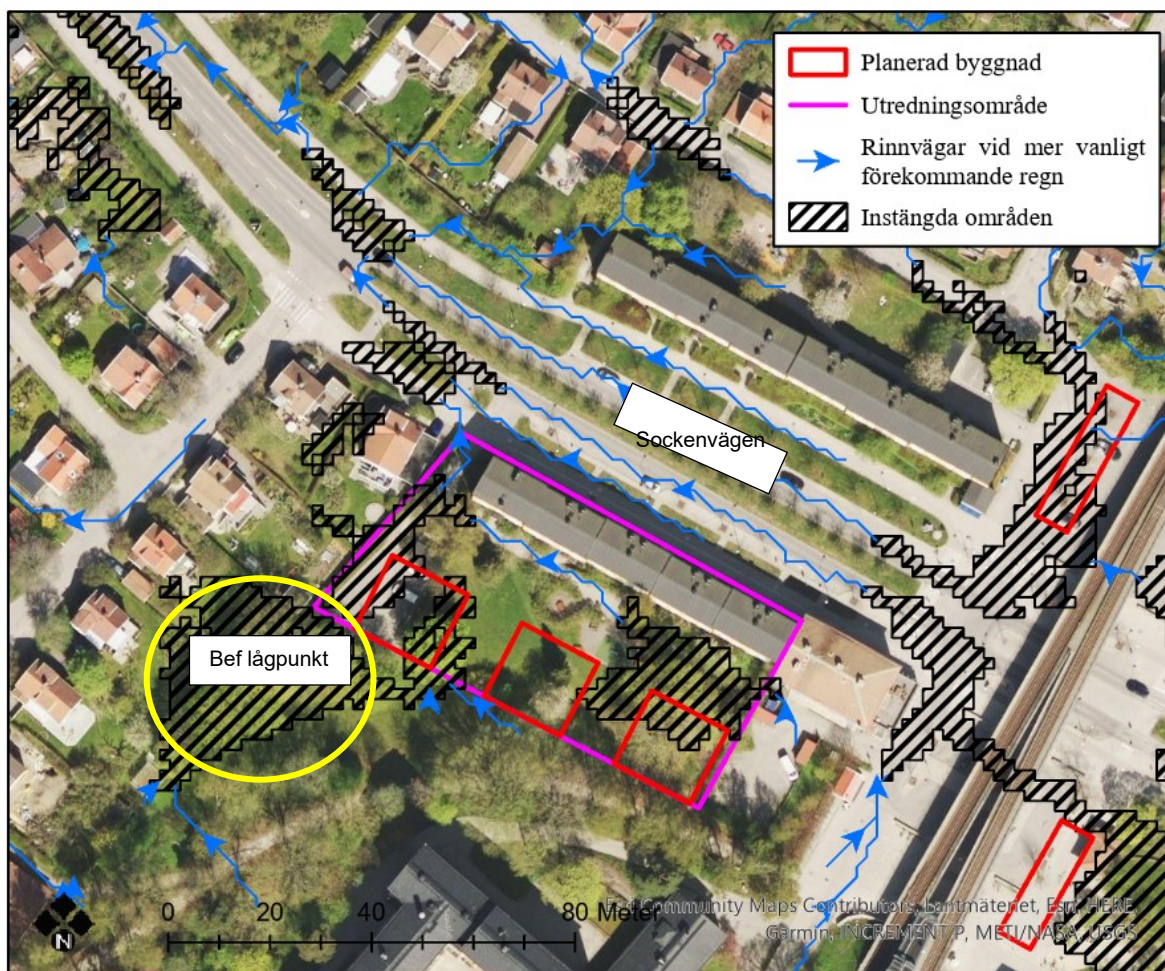 Planerad byggnad
Utredningsområde
Rinnvägar vid mer vanligt
förekommande regn
Instängda områden
Sockenvägen
Bef lågpunkt
N
0 20 40 80 Meter
Esri Community Maps Contributors, Lantmäteriet, Esri, HERE,
Garmin, INCREMENT P, METI/NASA, USGS